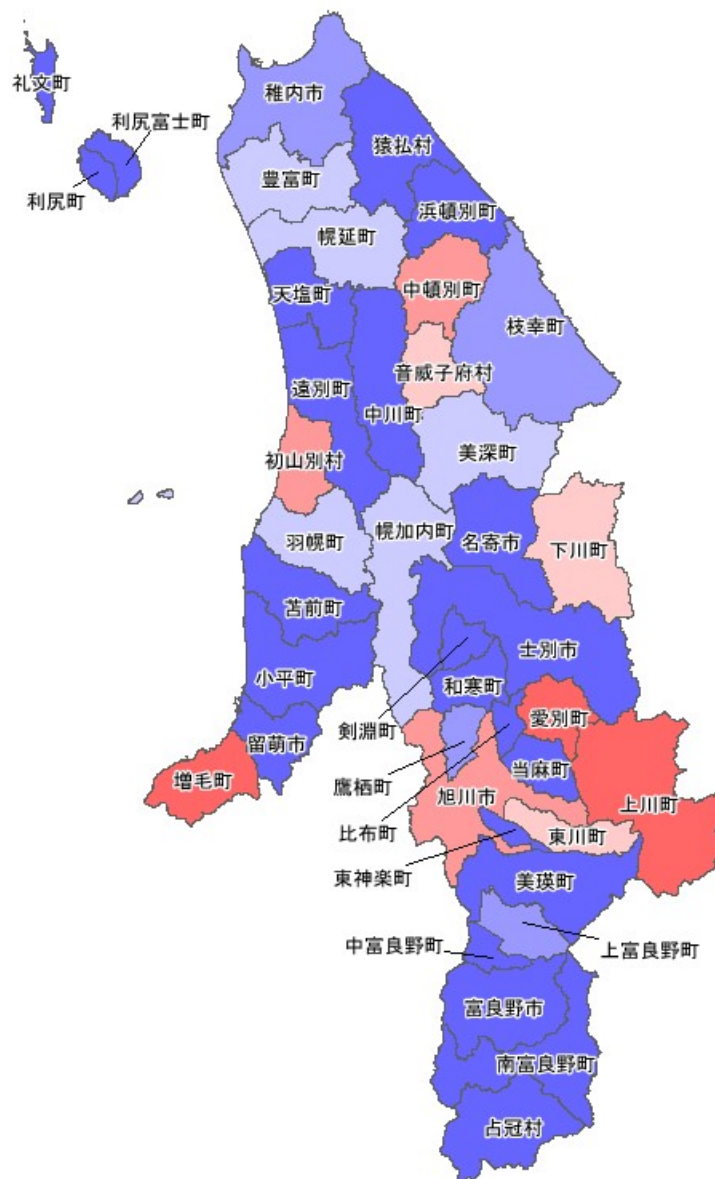 稚内市
礼文町
利尻富士町
猿払村
豊富町
利尻町
浜頓別町
幌延町
中頓別町
天塩町
枝幸町
音威子府村
遠別町
中川町
美深町
初山別村
幌加内町
羽幌町
名寄市
下川町
苫前町
士別市
小平町
和寒町
愛別町
剣淵町
留萌市
当麻町
増毛町
鷹栖町
旭川市
上川町
比布町
東川町
東神楽町
美瑛町
中富良野町
上富良野町
富良野市
南富良野町
占冠村